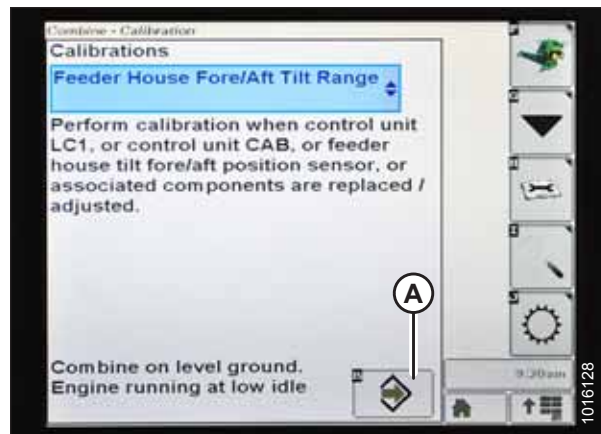 Combine - Calibration
Calibrations
Feeder House Fore/Aft Tilt Range
Perform calibration when control unit
LC1, or control unit CAB, or feeder
house tilt fore/aft position sensor, or
associated components are replaced /
adjusted.
A
Combine on level ground.
Engine running at low idle
9:20am
1016128